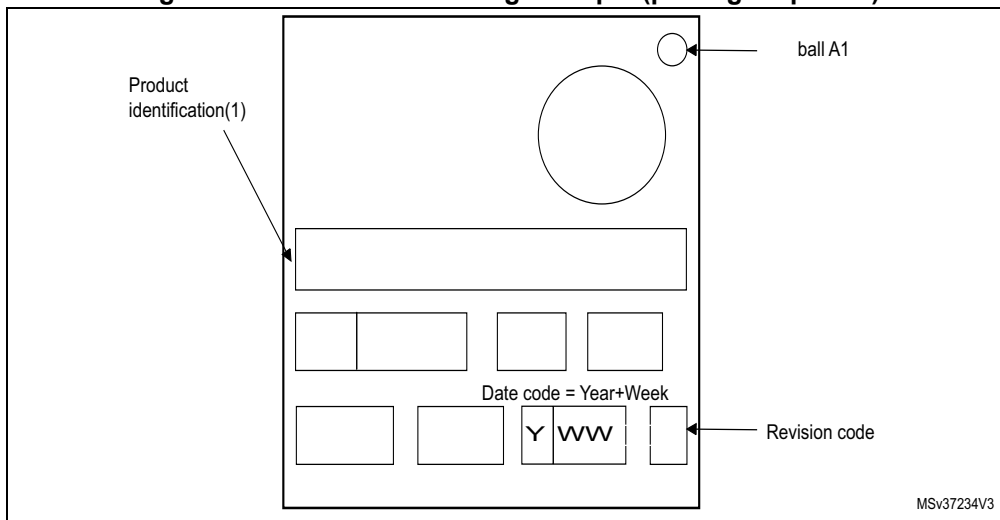 ball A1
Product
identification(1)
Date code = Year+Week
Y WW
Revision code
MSv37234V3